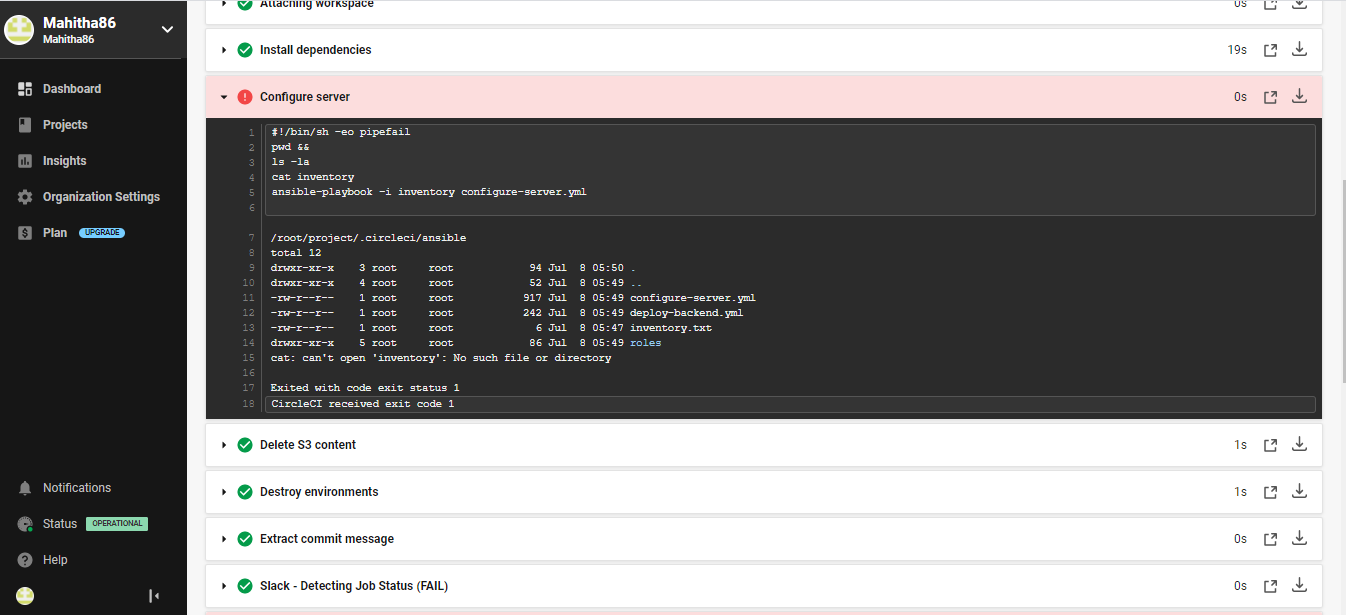 Mahitha86
Mahitha86
Dashboard
Projects
Insights
Organization Settings
Plan UPGRADE
Notifications
Status OPERATIONAL
Help
Attaching workspace 0s
Install dependencies 19s
Configure server 0s
1 #!/bin/sh -eo pipefail
2 pwd &&
3 ls -la
4 cat inventory
5 ansible-playbook -i inventory configure-server.yml
6
7 /root/project/.circleci/ansible
8 total 12
9 drwxr-xr-x 3 root root 94 Jul 8 05:50 .
10 drwxr-xr-x 4 root root 52 Jul 8 05:49 ..
11 -rw-r--r-- 1 root root 917 Jul 8 05:49 configure-server.yml
12 -rw-r--r-- 1 root root 242 Jul 8 05:49 deploy-backend.yml
13 -rw-r--r-- 1 root root 6 Jul 8 05:47 inventory.txt
14 drwxr-xr-x 5 root root 86 Jul 8 05:49 roles
15 cat: can't open 'inventory': No such file or directory
16
17 Exited with code exit status 1
18 CircleCI received exit code 1
Delete S3 content 1s
Destroy environments 1s
Extract commit message 0s
Slack - Detecting Job Status (FAIL) 0s